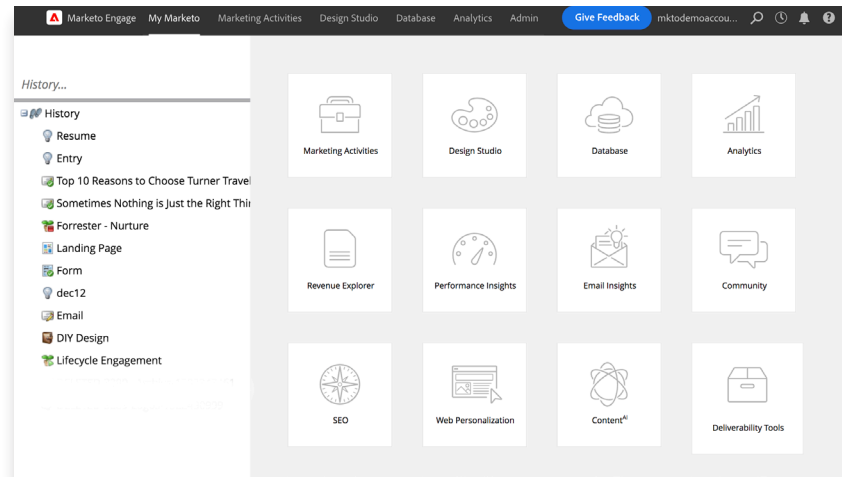 Marketo Engage My Marketo Marketing Activities Design Studio Database Analytics Admin Give Feedback mktodemoaccou...
History...
History
Resume
Entry
Top 10 Reasons to Choose Turner Travel
Sometimes Nothing is Just the Right Thi
Forrester - Nurture
Landing Page
Form
dec12
Email
DIY Design
Lifecycle Engagement
Marketing Activities Design Studio Database Analytics
Revenue Explorer Performance Insights Email Insights Community
SEO Web Personalization Content^AI Deliverability Tools